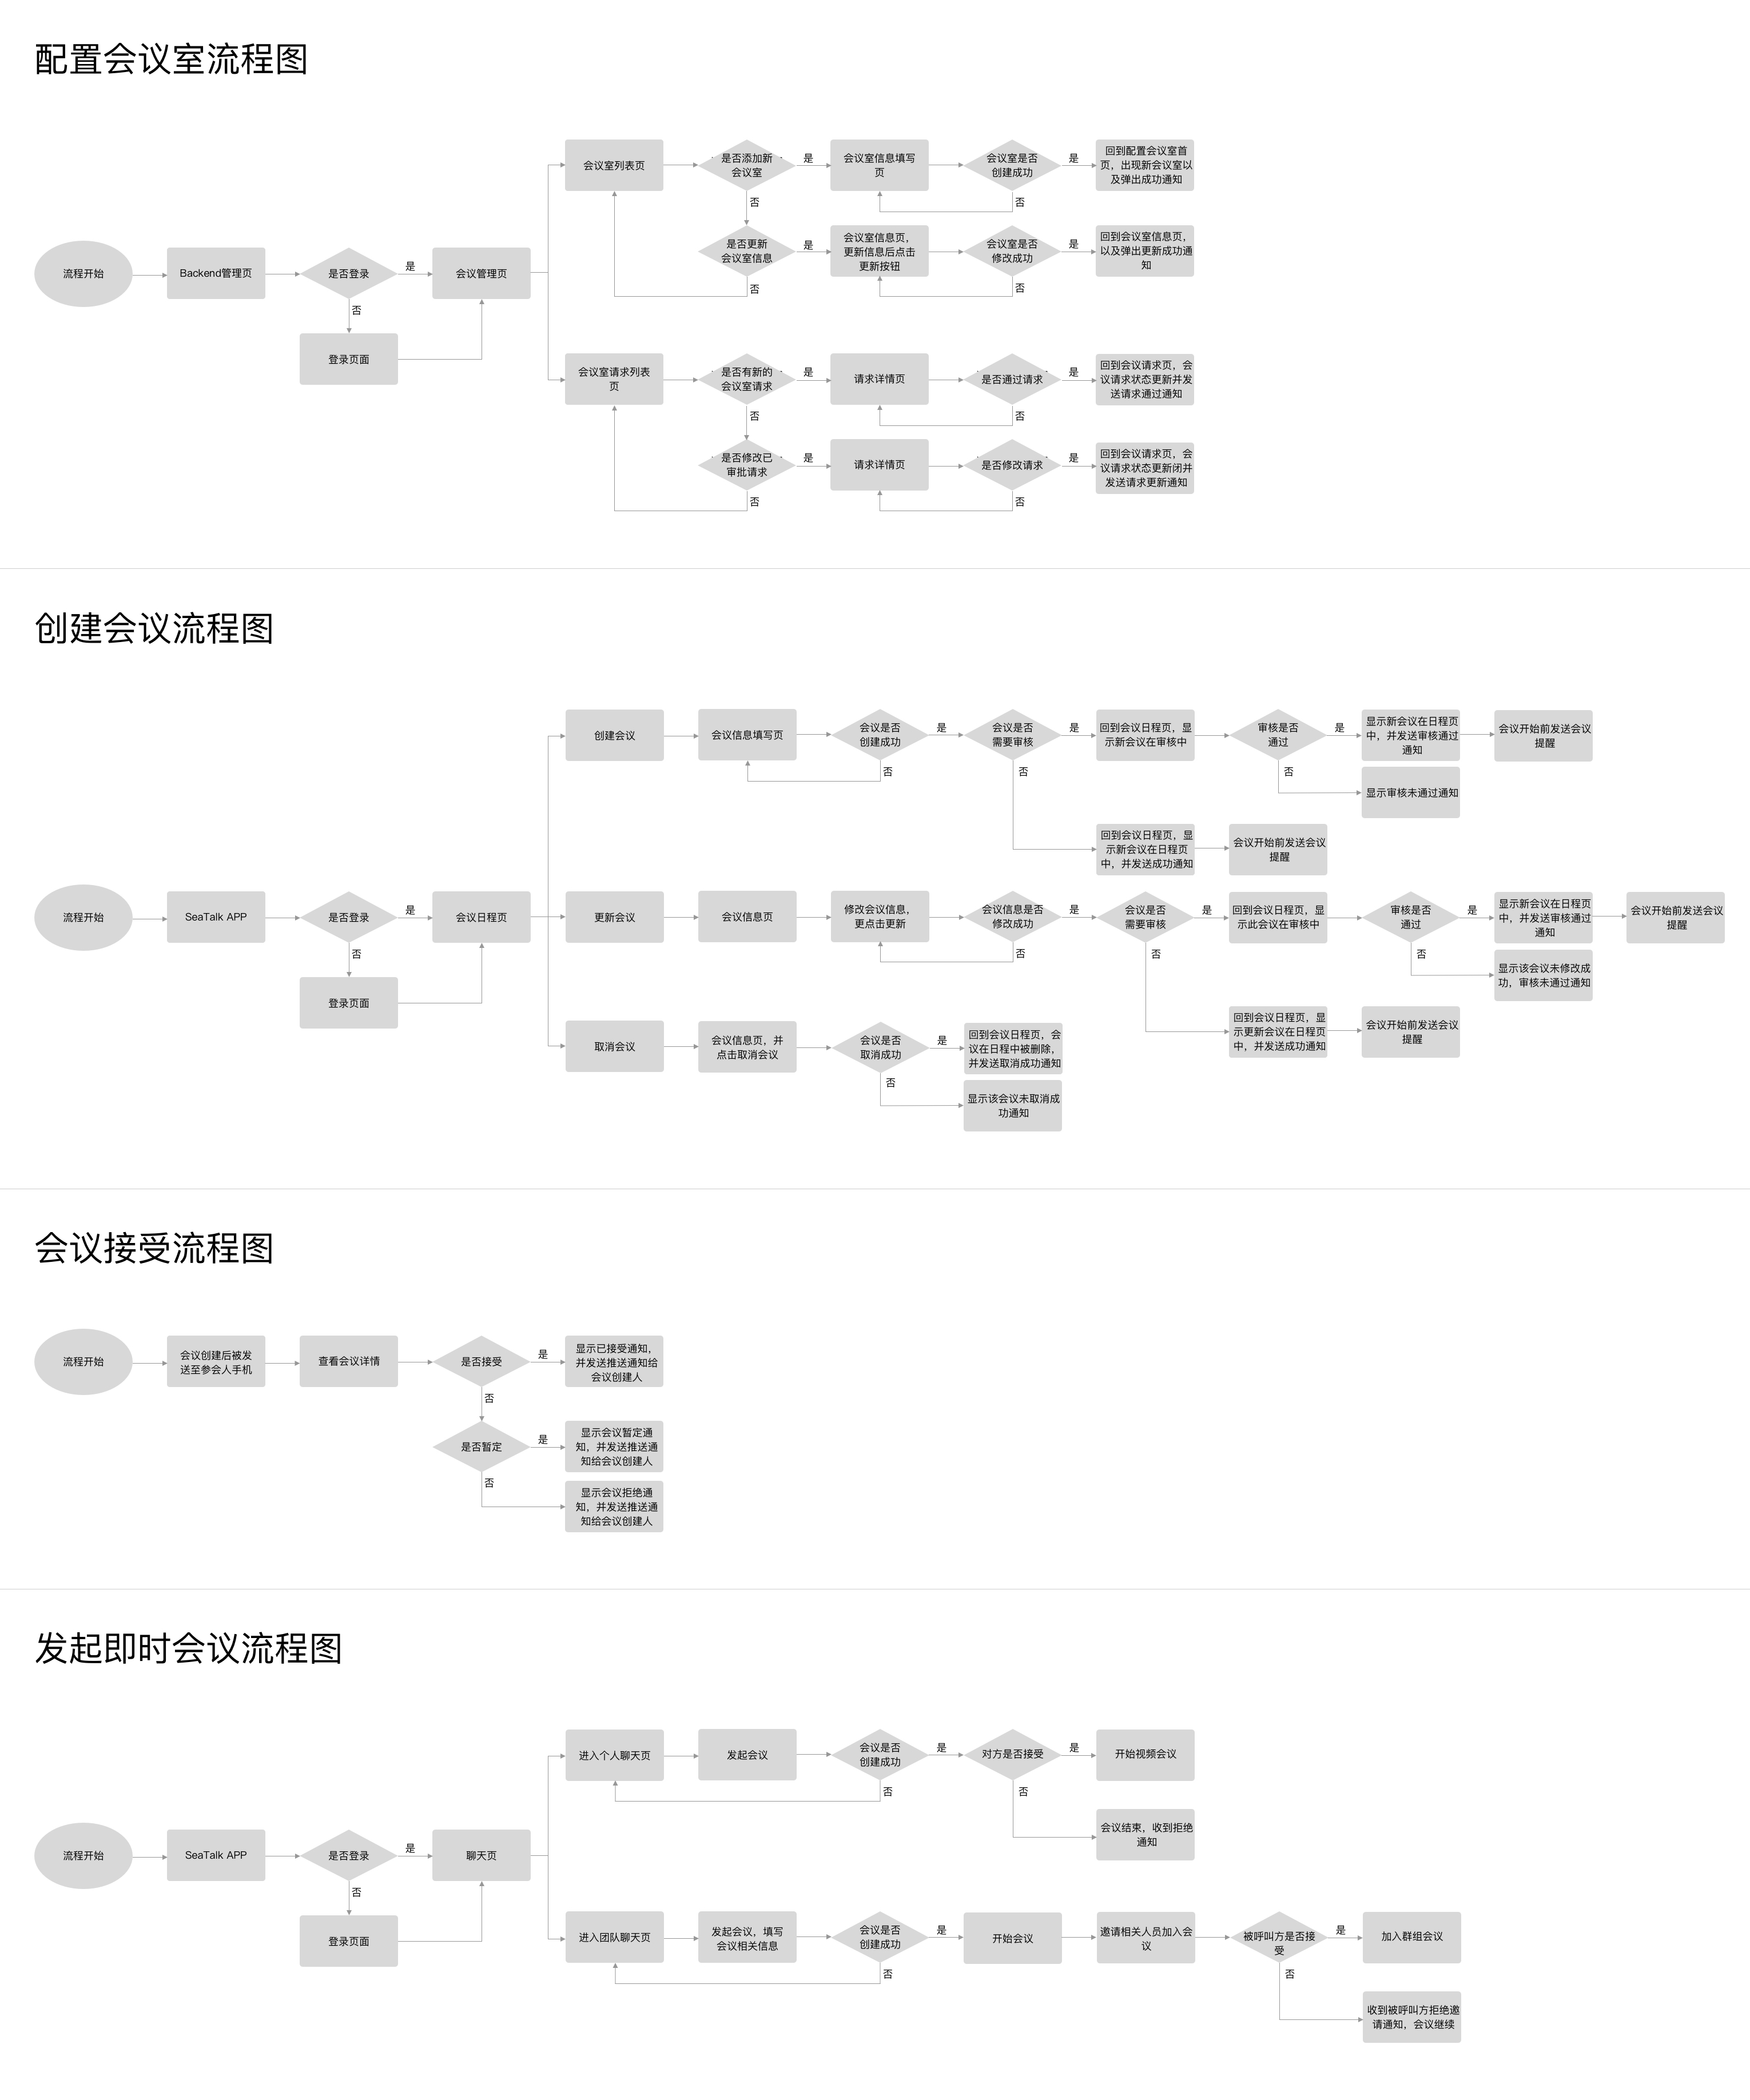 配置会议室流程图
流程开始
Backend管理页
是否登录
是
否
登录页面
会议管理页
会议室列表页
是否添加新
会议室
是
否
会议室信息填写
页
会议室是否
创建成功
是
否
回到配置会议室首
页，出现新会议室以
及弹出成功通知
是否更新
会议室信息
是
否
会议室信息页，
更新信息后点击
更新按钮
会议室是否
修改成功
是
否
回到会议室信息页，
以及弹出更新成功通
知
会议室请求列表
页
是否有新的
会议室请求
是
否
请求详情页
是否通过请求
是
否
回到会议请求页，会
议请求状态更新并发
送请求通过通知
是否修改已
审批请求
是
否
请求详情页
是否修改请求
是
否
回到会议请求页，会
议请求状态更新闭并
发送请求更新通知
创建会议流程图
流程开始
SeaTalk APP
是否登录
是
否
登录页面
会议日程页
创建会议
会议信息填写页
会议是否
创建成功
是
否
会议是否
需要审核
是
否
回到会议日程页，显
示新会议在审核中
审核是否
通过
是
否
显示新会议在日程页
中，并发送审核通过
通知
会议开始前发送会议
提醒
显示审核未通过通知
回到会议日程页，显
示新会议在日程页
中，并发送成功通知
会议开始前发送会议
提醒
更新会议
会议信息页
修改会议信息，
更点击更新
会议信息是否
修改成功
是
否
会议是否
需要审核
是
否
回到会议日程页，显
示此会议在审核中
审核是否
通过
是
否
显示新会议在日程页
中，并发送审核通过
通知
会议开始前发送会议
提醒
显示该会议未修改成
功，审核未通过通知
回到会议日程页，显
示更新会议在日程页
中，并发送成功通知
会议开始前发送会议
提醒
取消会议
会议信息页，并
点击取消会议
会议是否
取消成功
是
否
回到会议日程页，会
议在日程中被删除，
并发送取消成功通知
显示该会议未取消成
功通知
会议接受流程图
流程开始
会议创建后被发
送至参会人手机
查看会议详情
是否接受
是
否
显示已接受通知，
并发送推送通知给
会议创建人
是否暂定
是
否
显示会议暂定通
知，并发送推送通
知给会议创建人
显示会议拒绝通
知，并发送推送通
知给会议创建人
发起即时会议流程图
流程开始
SeaTalk APP
是否登录
是
否
登录页面
聊天页
进入个人聊天页
发起会议
会议是否
创建成功
是
否
对方是否接受
是
否
开始视频会议
会议结束，收到拒绝
通知
进入团队聊天页
发起会议，填写
会议相关信息
会议是否
创建成功
是
否
开始会议
邀请相关人员加入会
议
被呼叫方是否接
受
是
否
加入群组会议
收到被呼叫方拒绝邀
请通知，会议继续